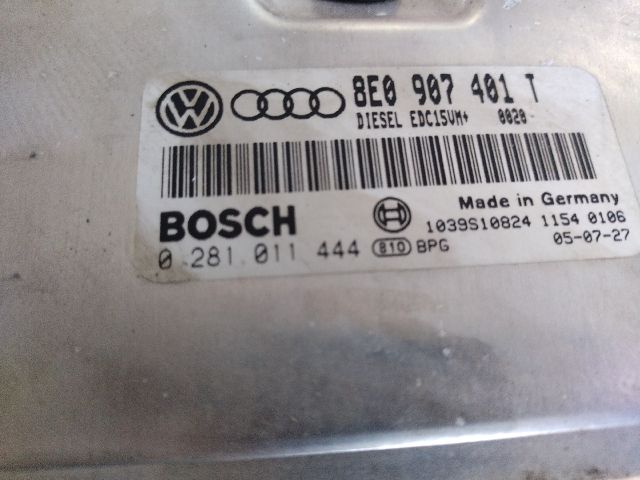 8E0 907 401 T
DIESEL EDC15VM+ 0020
Made in Germany
BOSCH
1039S10824 1154 0106
0 281 011 444 810 BPG
05-07-27